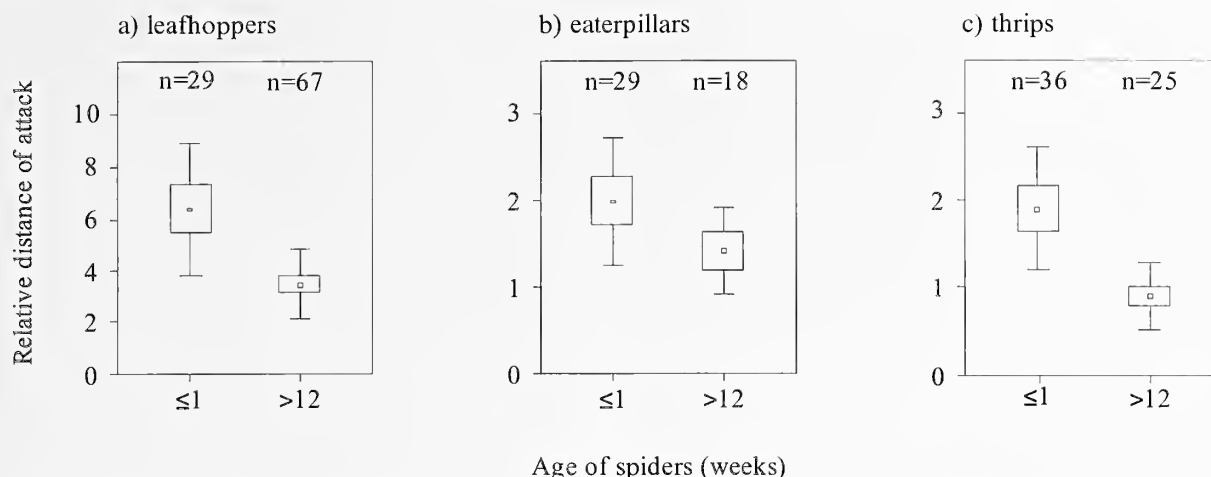 a) leafhoppers
b) eaterpillars
c) thrips
Relative distance of attack
n=29 n=67
10
8
6
4
2
0
≤1 >12
n=29 n=18
3
2
1
0
≤1 >12
n=36 n=25
3
2
1
0
≤1 >12
Age of spiders (weeks)